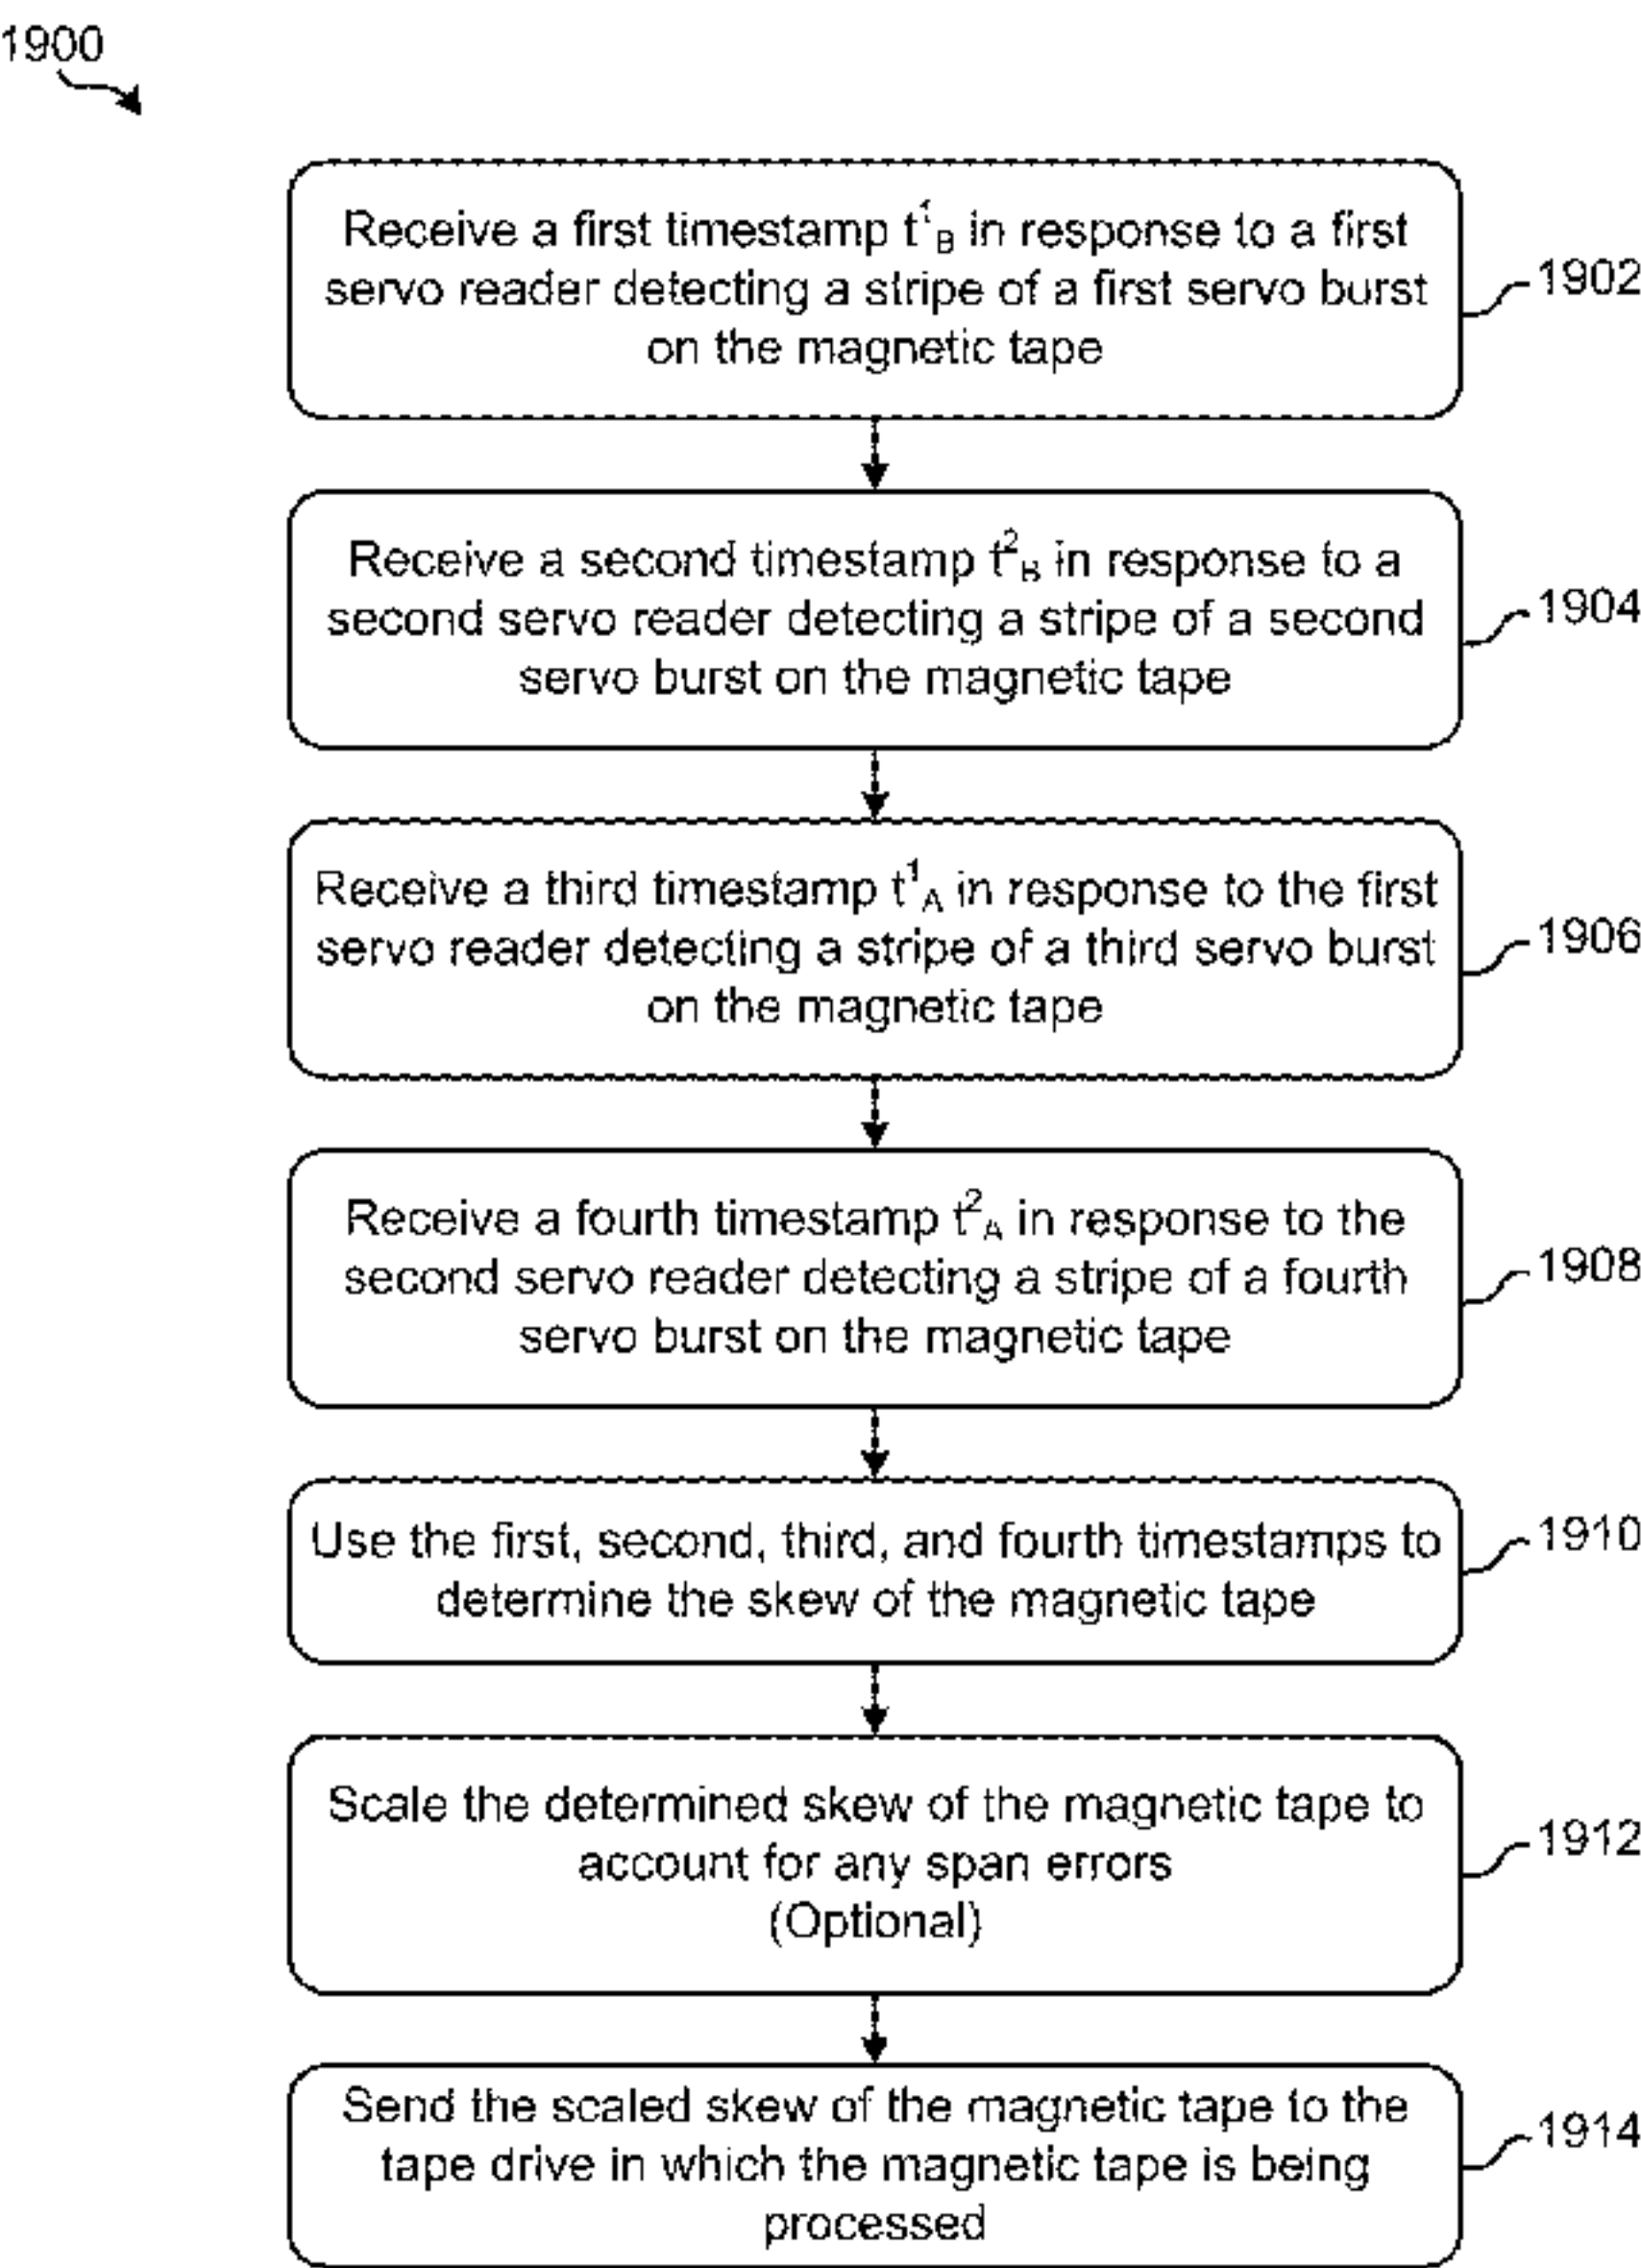 1900
Receive a first timestamp t¹B in response to a first
servo reader detecting a stripe of a first servo burst
on the magnetic tape
1902
Receive a second timestamp t²B in response to a
second servo reader detecting a stripe of a second
servo burst on the magnetic tape
1904
Receive a third timestamp t¹A in response to the first
servo reader detecting a stripe of a third servo burst
on the magnetic tape
1906
Receive a fourth timestamp t²A in response to the
second servo reader detecting a stripe of a fourth
servo burst on the magnetic tape
1908
Use the first, second, third, and fourth timestamps to
determine the skew of the magnetic tape
1910
Scale the determined skew of the magnetic tape to
account for any span errors
(Optional)
1912
Send the scaled skew of the magnetic tape to the
tape drive in which the magnetic tape is being
processed
1914